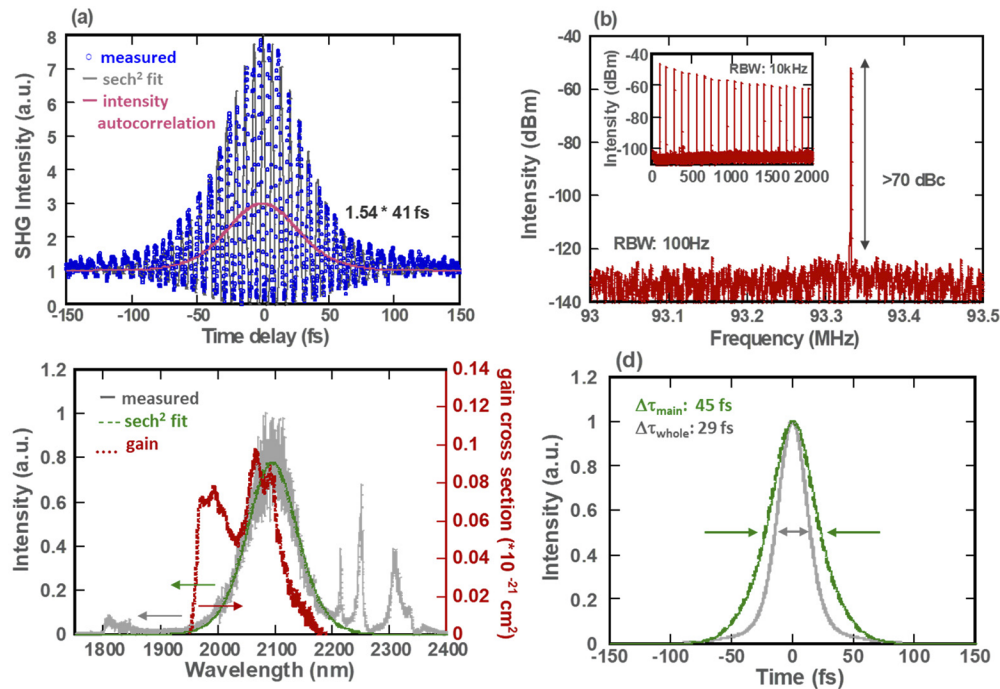 (a)
SHG Intensity (a.u.)
8
7
6
5
4
3
2
1
0
measured
sech² fit
intensity
autocorrelation
1.54 * 41 fs
-150 -100 -50 0 50 100 150
Time delay (fs)
(b)
Intensity (dBm)
-40
-60
-80
-100
-120
-140
Intensity (dBm)
-40
-60
-100
RBW: 10kHz
0 500 1000 1500 2000
>70 dBc
RBW: 100Hz
93 93.1 93.2 93.3 93.4 93.5
Frequency (MHz)
Intensity (a.u.)
1.2
1
0.8
0.6
0.4
0.2
0
measured
sech² fit
gain
0.14
0.12
0.1
0.08
0.06
0.04
0.02
0
gain cross section (*10⁻²¹ cm²)
1800 1900 2000 2100 2200 2300 2400
Wavelength (nm)
(d)
Intensity (a.u.)
1.2
1
0.8
0.6
0.4
0.2
0
Δτmain: 45 fs
Δτwhole: 29 fs
-150 -100 -50 0 50 100 150
Time (fs)